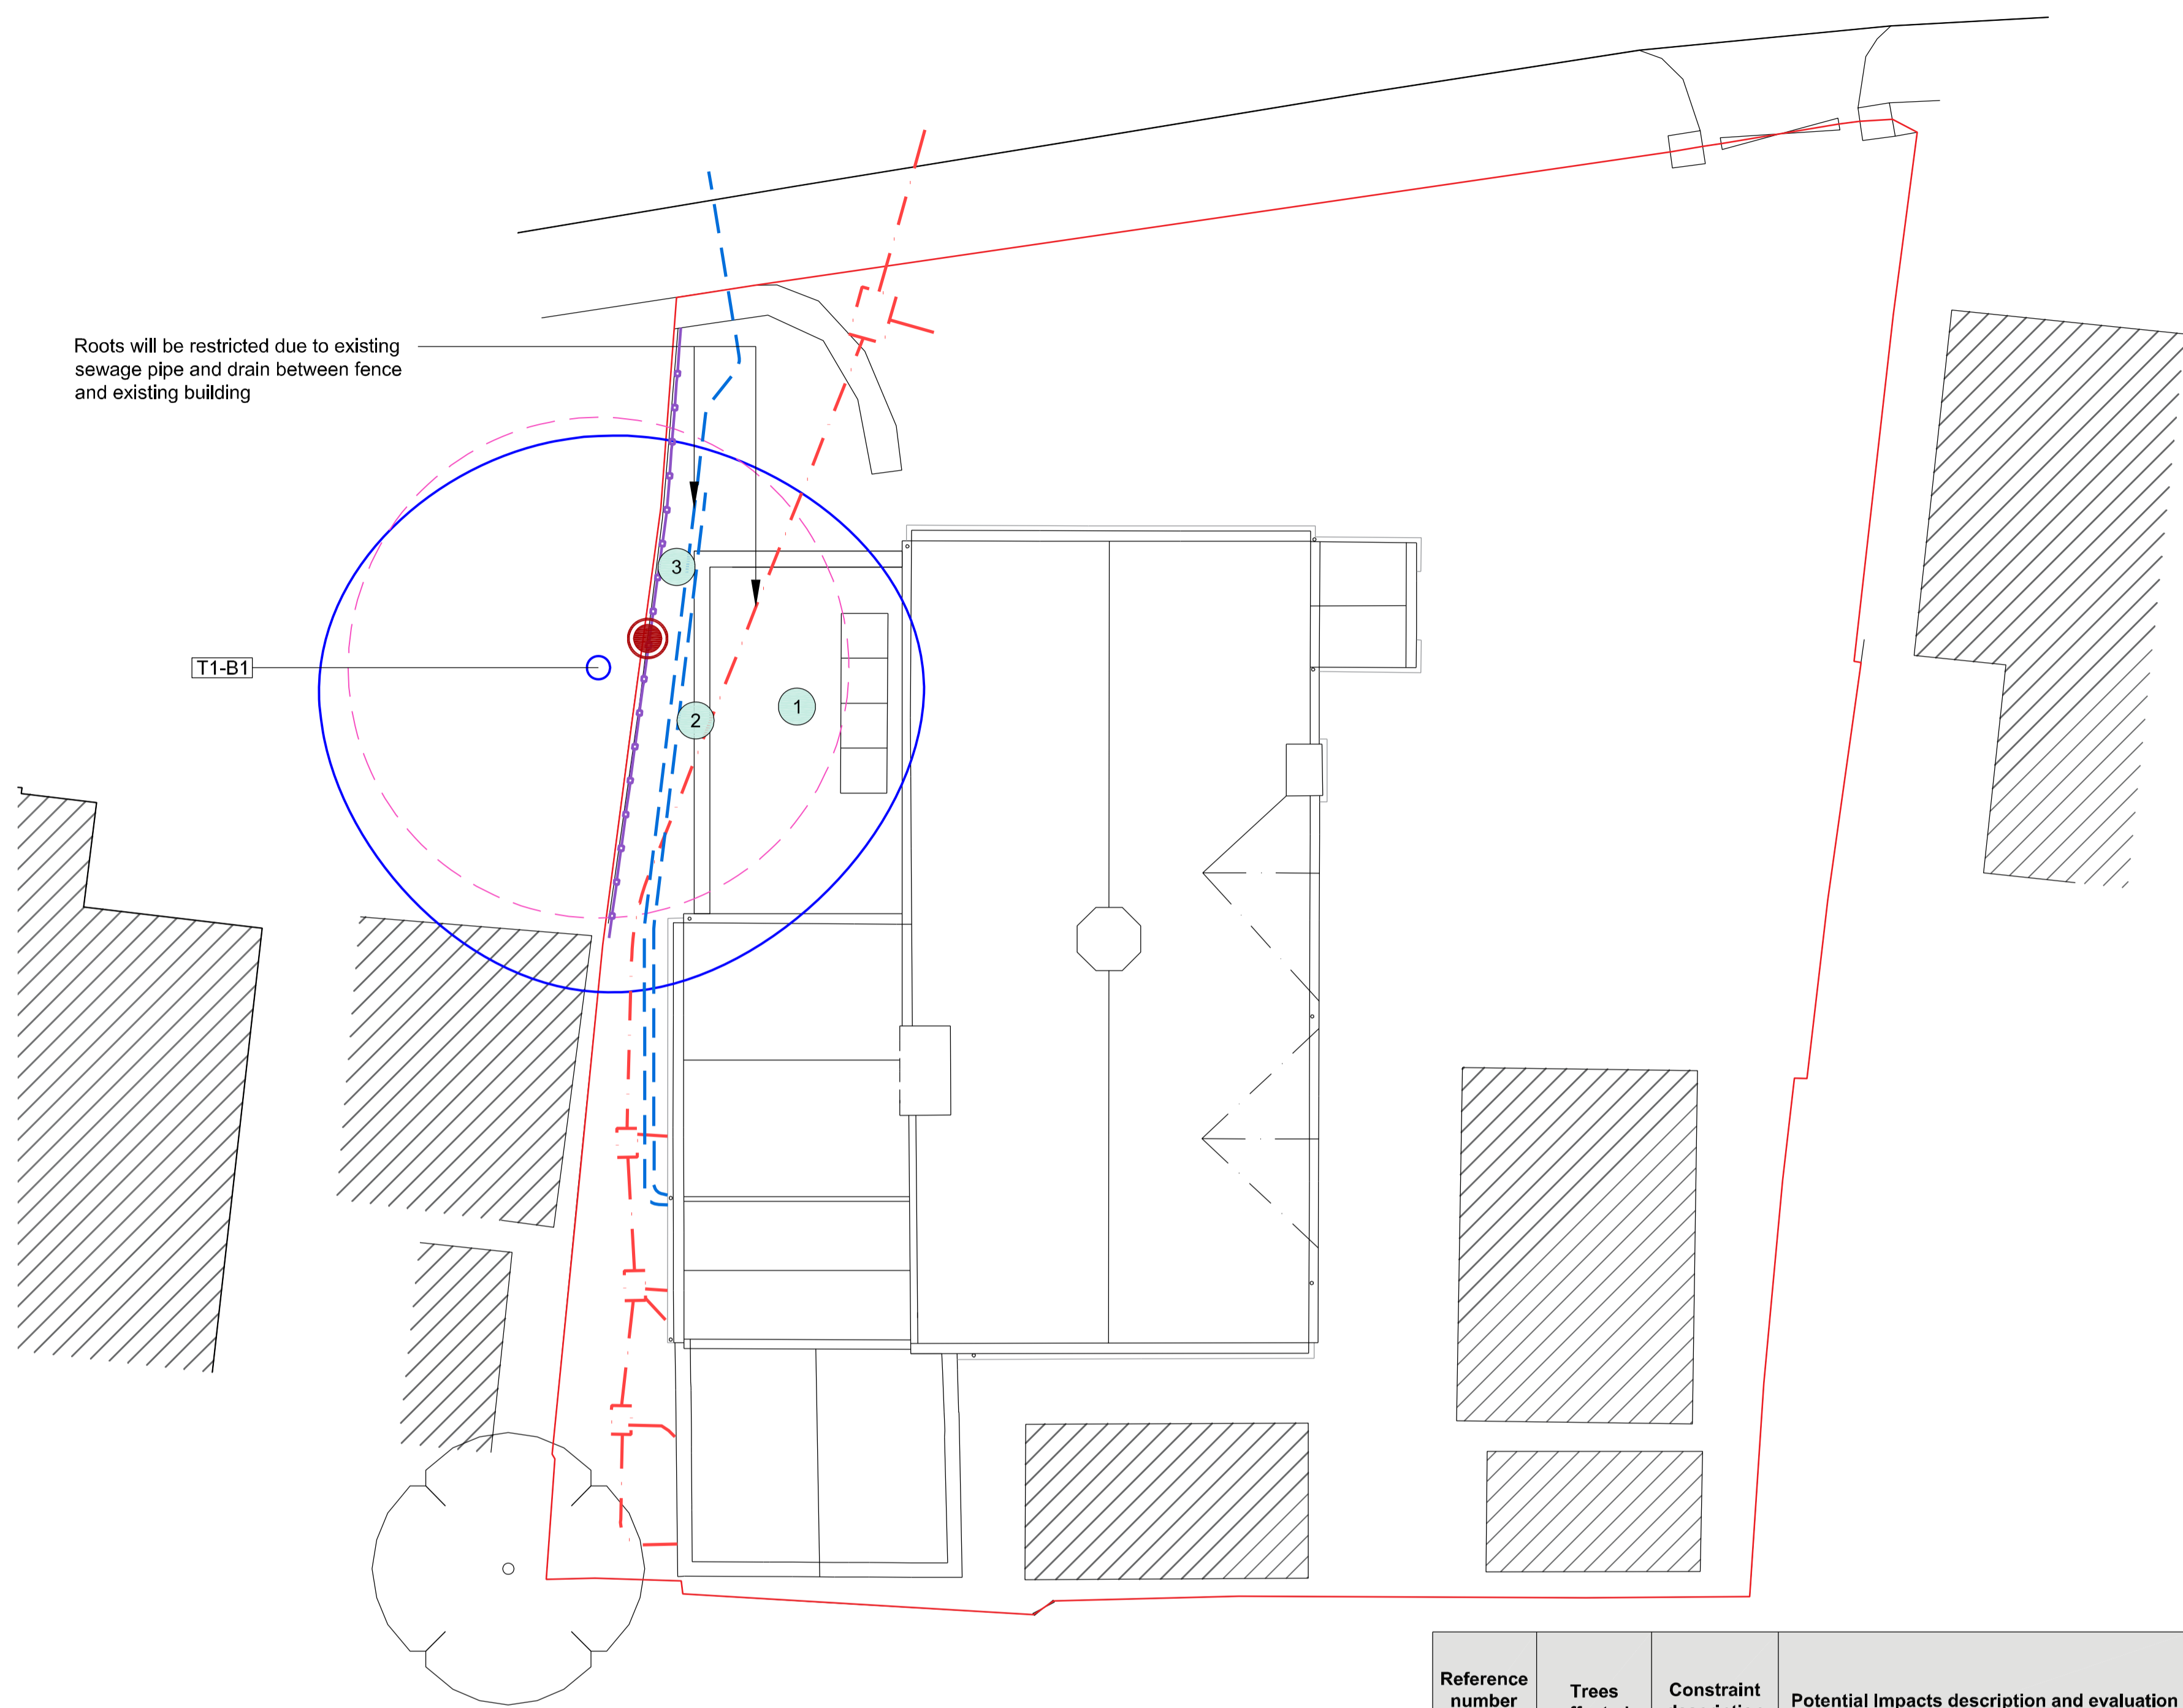 Roots will be restricted due to existing
sewage pipe and drain between fence
and existing building
3
T1-B1
2
1
Reference
number
Trees
Constraint
Potential Impacts description and evaluation